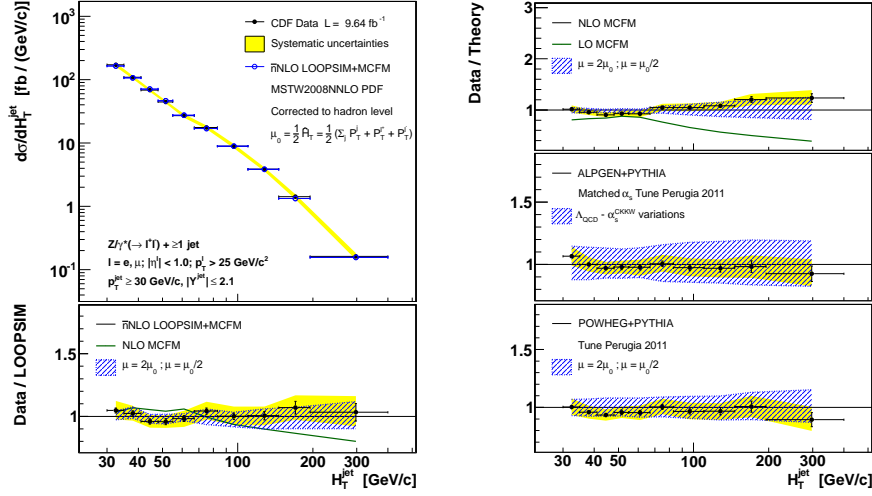 dσ/dH_T^jet [fb / (GeV/c)]
10³
10²
10
1
10⁻¹
CDF Data L = 9.64 fb⁻¹
Systematic uncertainties
n̄NLO LOOPSIM+MCFM
MSTW2008NNLO PDF
Corrected to hadron level
μ₀ = 1/2 Ĥ_T = 1/2 (Σ_j P_T^j + P_T^l⁺ + P_T^l⁻)
Z/γ*(→ l⁺l⁻) + ≥1 jet
l = e, μ; |η^l| < 1.0; p_T^l > 25 GeV/c²
p_T^jet ≥ 30 GeV/c, |Y^jet| ≤ 2.1
Data / LOOPSIM
1.5
1
n̄NLO LOOPSIM+MCFM
NLO MCFM
μ = 2μ₀ ; μ = μ₀/2
30 40 50 100 200 300
H_T^jet [GeV/c]
Data / Theory
3
2
1
NLO MCFM
LO MCFM
μ = 2μ₀ ; μ = μ₀/2
1.5
1
ALPGEN+PYTHIA
Matched α_s Tune Perugia 2011
Λ_QCD - α_s^CKKW variations
1.5
1
POWHEG+PYTHIA
Tune Perugia 2011
μ = 2μ₀ ; μ = μ₀/2
30 40 50 100 200 300
H_T^jet [GeV/c]